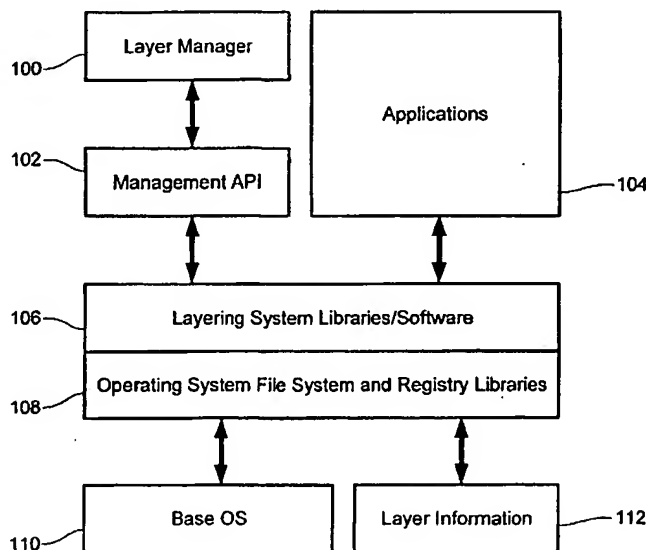 Layer Manager
100
Applications
102
Management API
104
106
Layering System Libraries/Software
Operating System File System and Registry Libraries
108
Base OS
Layer Information
112
110